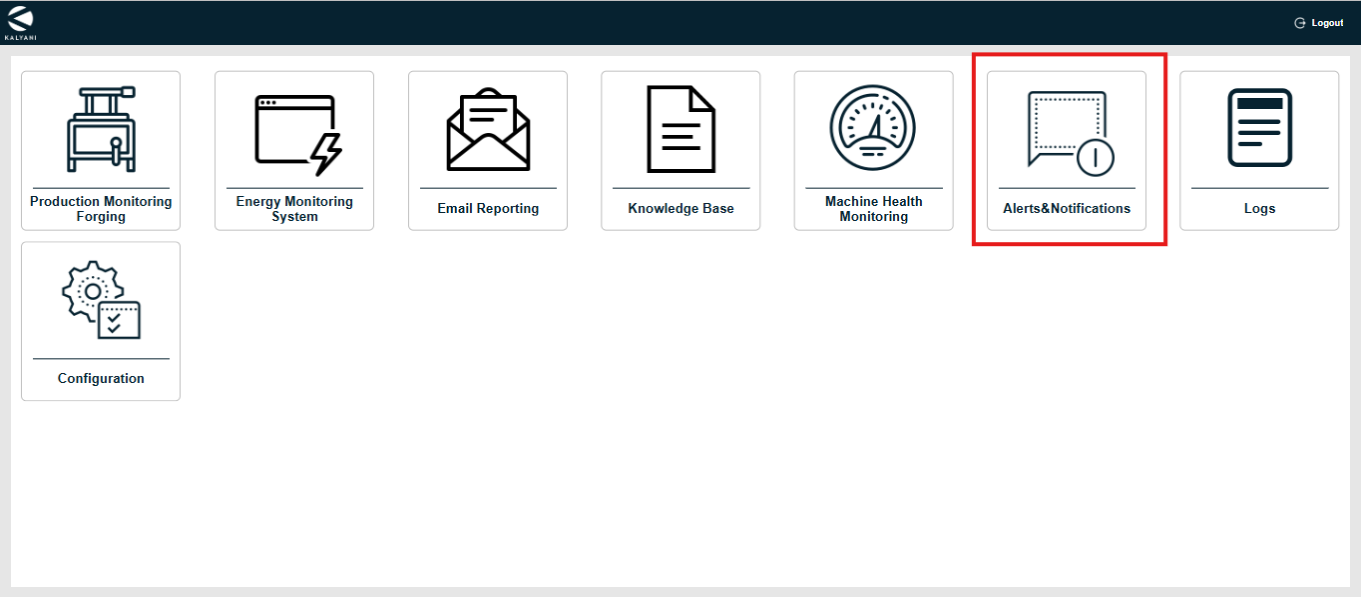 KALYANI
Logout
Production Monitoring
Forging
Energy Monitoring
System
Email Reporting
Knowledge Base
Machine Health
Monitoring
Alerts&Notifications
Logs
Configuration